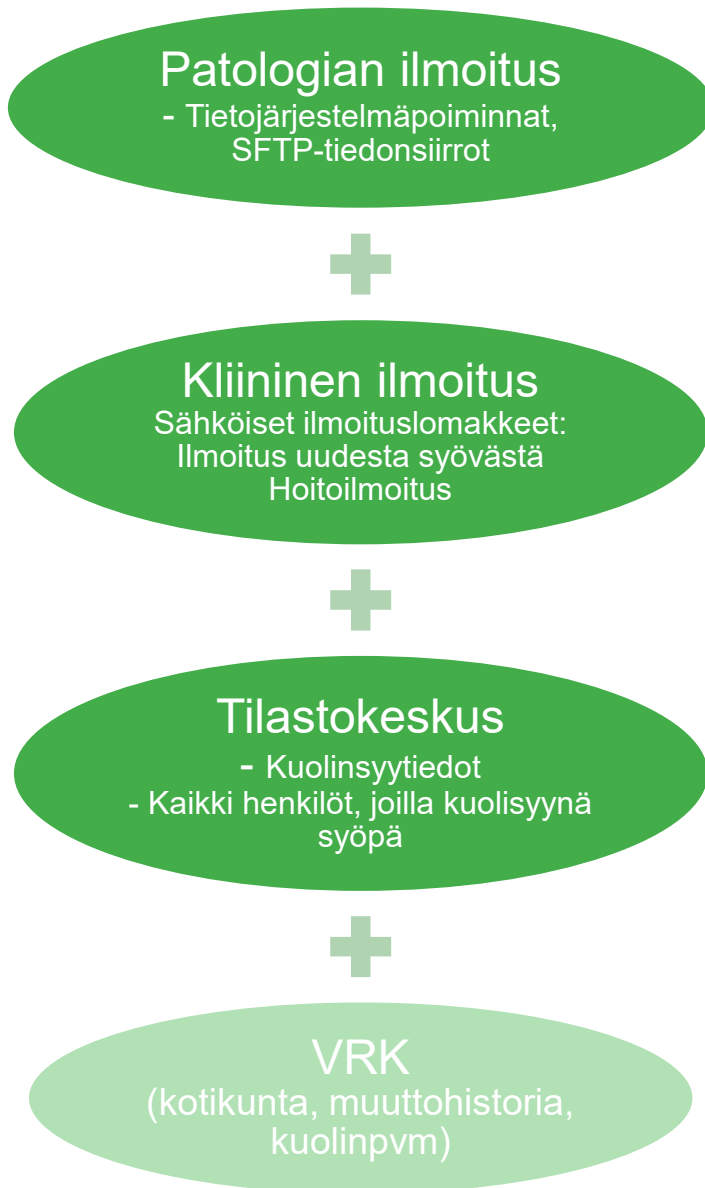 Patologian ilmoitus
- Tietojärjestelmäpoiminnat,
SFTP-tiedonsiirrot
Kliininen ilmoitus
Sähköiset ilmoituslomakkeet:
Ilmoitus uudesta syövästä
Hoitoilmoitus
Tilastokeskus
- Kuolinsyytiedot
- Kaikki henkilöt, joilla kuolisyynä
syöpä
VRK
(kotikunta, muuttohistoria,
kuolinpvm)